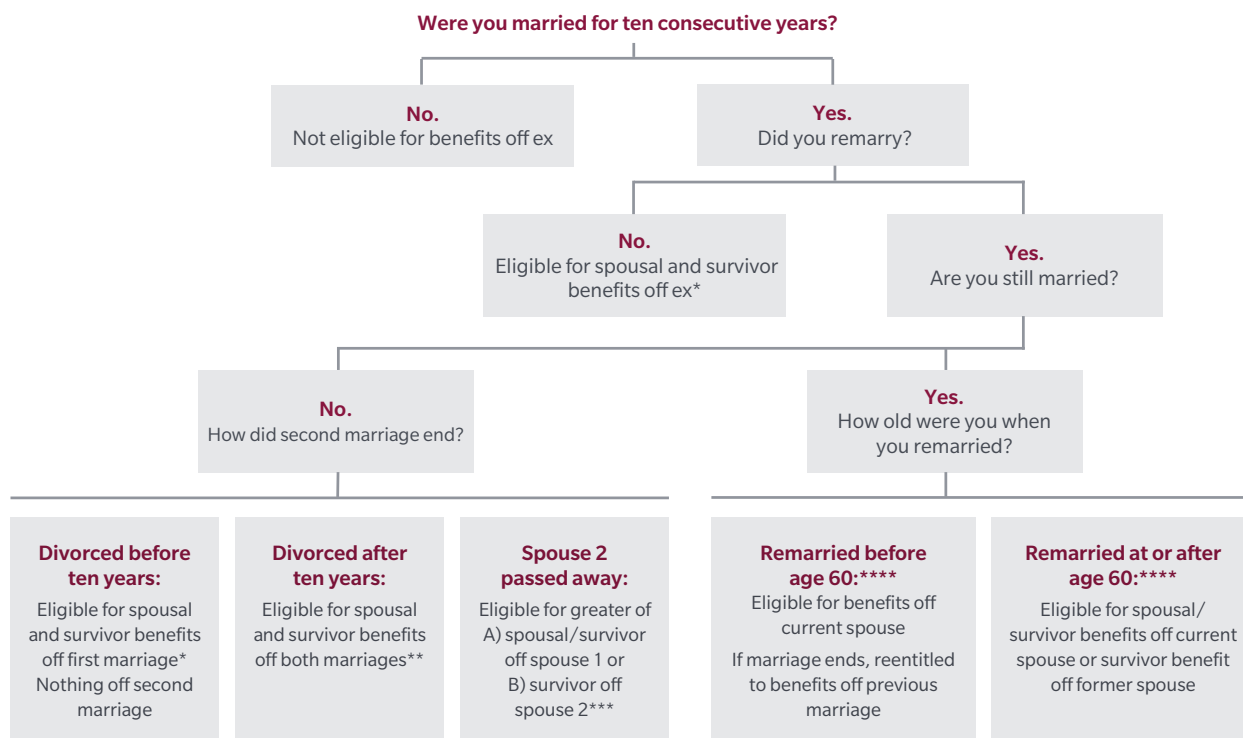 Were you married for ten consecutive years?
No.
Not eligible for benefits off ex
Yes.
Did you remarry?
No.
Eligible for spousal and survivor
benefits off ex*
Yes.
Are you still married?
No.
How did second marriage end?
Yes.
How old were you when
you remarried?
Divorced before
ten years:
Eligible for spousal
and survivor benefits
off first marriage*
Nothing off second
marriage
Divorced after
ten years:
Eligible for spousal
and survivor benefits
off both marriages**
Spouse 2
passed away:
Eligible for greater of
A) spousal/survivor
off spouse 1 or
B) survivor off
spouse 2***
Remarried before
age 60:****
Eligible for benefits off
current spouse
If marriage ends, reentitled
to benefits off previous
marriage
Remarried at or after
age 60:****
Eligible for spousal/
survivor benefits off current
spouse or survivor benefit
off former spouse